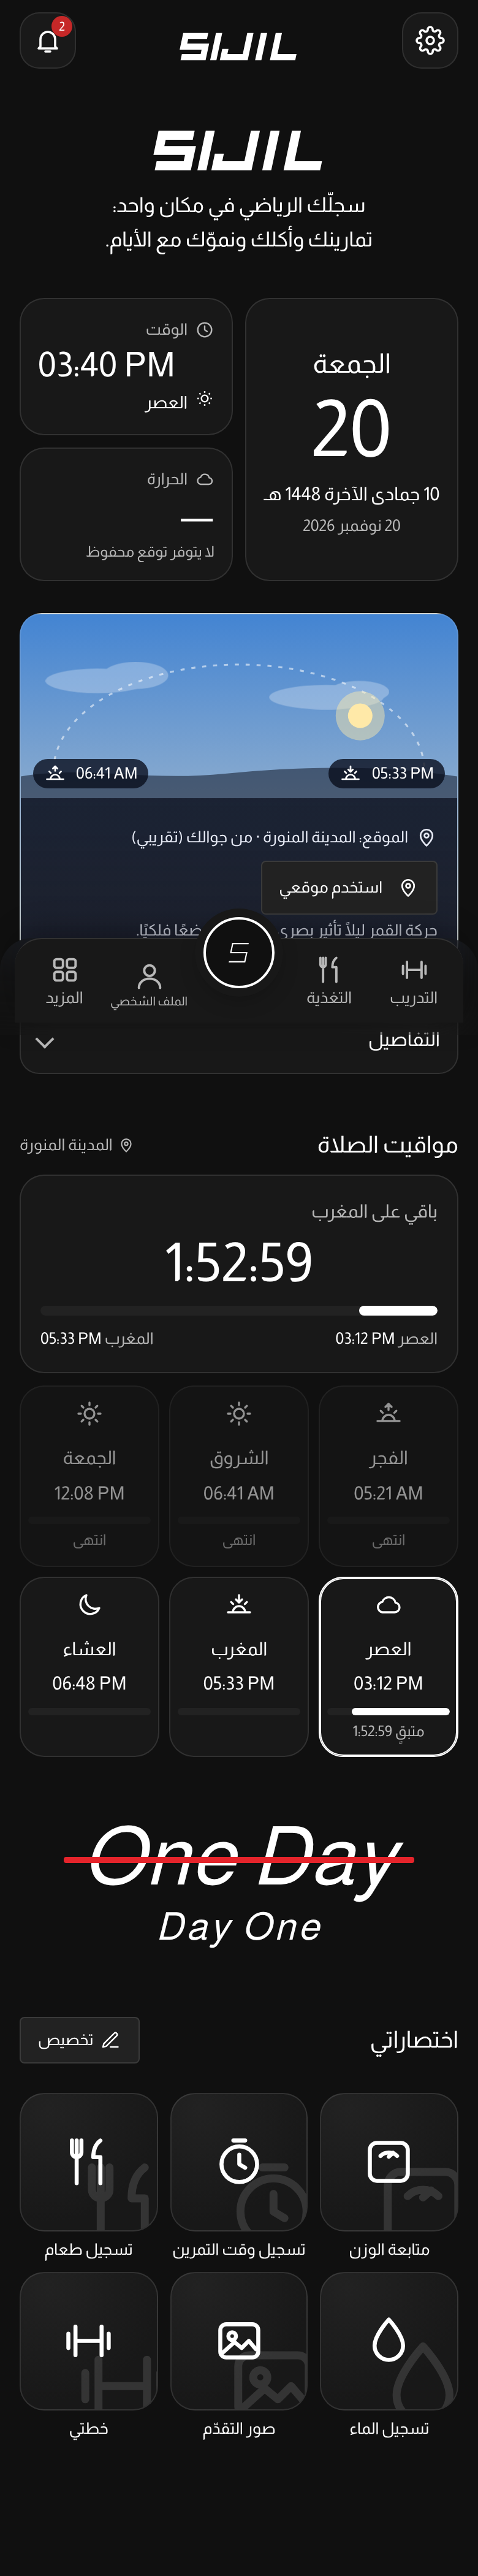 2
SIJIL
SIJIL
سجلّك الرياضي في مكان واحد:
تمارينك وأكلك ونموّك مع الأيام.
الجمعة
20
10 جمادى الآخرة 1448 هـ
20 نوفمبر 2026
الوقت
03:40 PM
العصر
الحرارة
—
لا يتوفر توقع محفوظ
05:33 PM
06:41 AM
الموقع: المدينة المنورة · من جوالك (تقريبي)
استخدم موقعي
حركة القمر ليلًا تأثير بصري
فلكيًا.
التدريب
التغذية
S
الملف الشخصي
المزيد
التفاصيل
مواقيت الصلاة
المدينة المنورة
باقي على المغرب
1:52:59
العصر 03:12 PM
المغرب 05:33 PM
الفجر
05:21 AM
انتهى
الشروق
06:41 AM
انتهى
الجمعة
12:08 PM
انتهى
العصر
03:12 PM
متبقٍ 1:52:59
المغرب
05:33 PM
العشاء
06:48 PM
One Day
Day One
اختصاراتي
تخصيص
متابعة الوزن
تسجيل وقت التمرين
تسجيل طعام
تسجيل الماء
صور التقدّم
خطتي